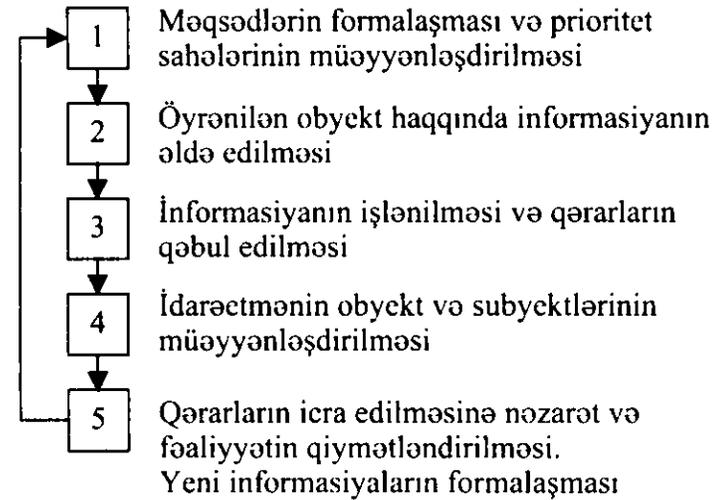 1 Məqsədlərin formalaşması və prioritet
sahələrinin müəyyənləşdirilməsi
2 Öyrənilən obyekt haqqında informasiyanın
əldə edilməsi
3 İnformasiyanın işlənilməsi və qərarların
qəbul edilməsi
4 İdarəetmənin obyekt və subyektlərinin
müəyyənləşdirilməsi
5 Qərarların icra edilməsinə nəzarət və
fəaliyyətin qiymətləndirilməsi.
Yeni informasiyaların formalaşması